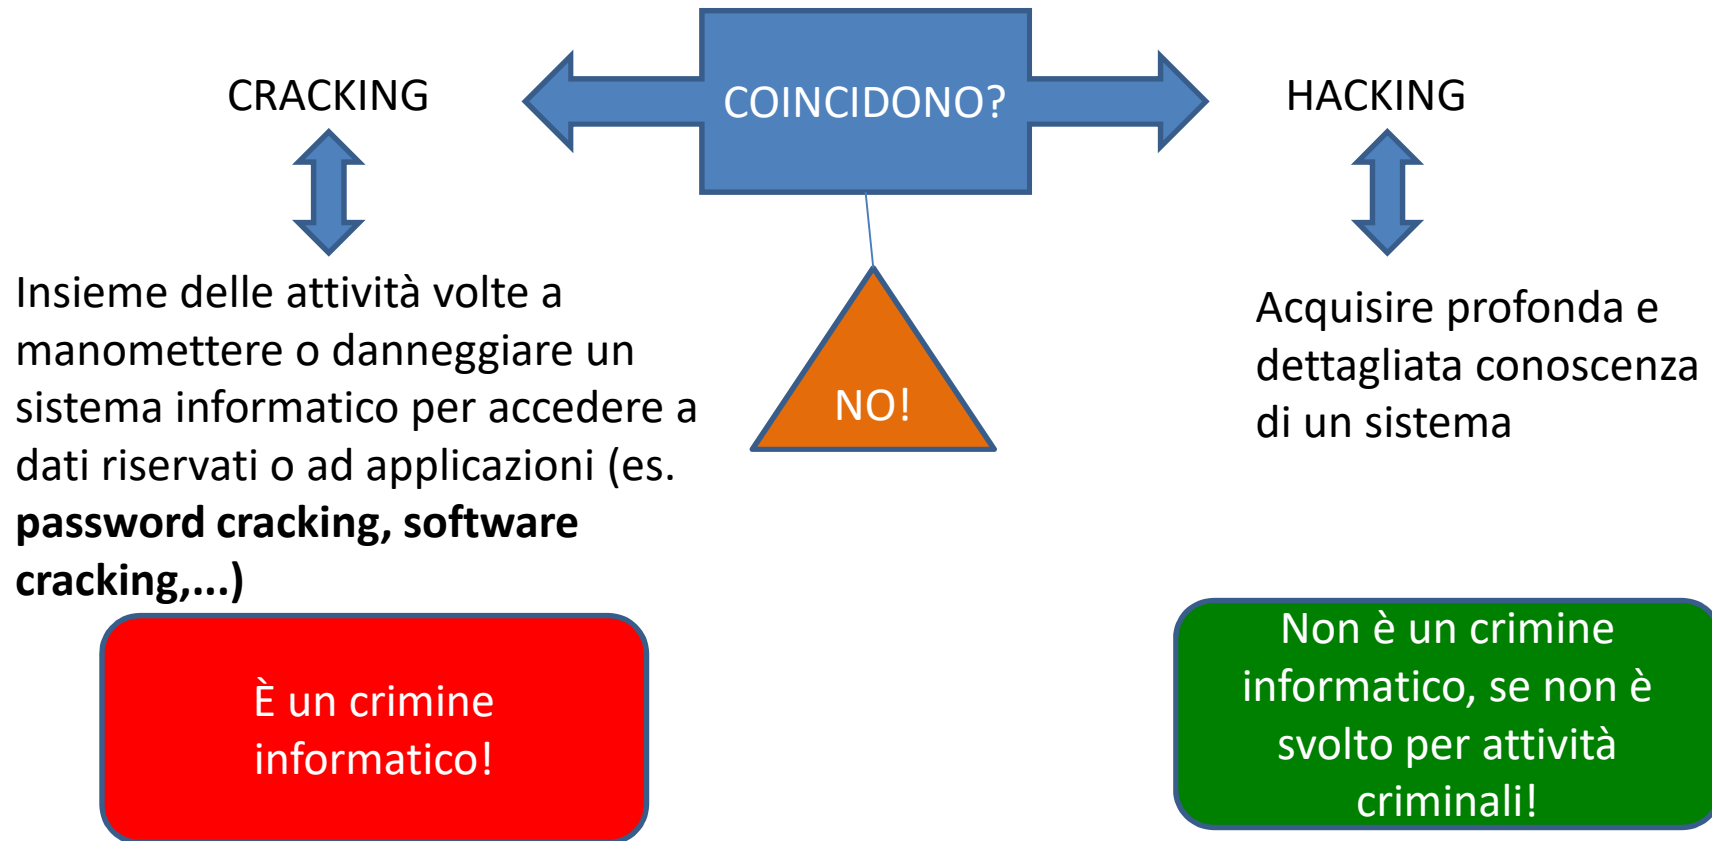 COINCIDONO?
CRACKING
HACKING
Insieme delle attività volte a
manomettere o danneggiare un
sistema informatico per accedere a
dati riservati o ad applicazioni (es.
password cracking, software
cracking,...)
NO!
Acquisire profonda e
dettagliata conoscenza
di un sistema
È un crimine
informatico!
Non è un crimine
informatico, se non è
svolto per attività
criminali!